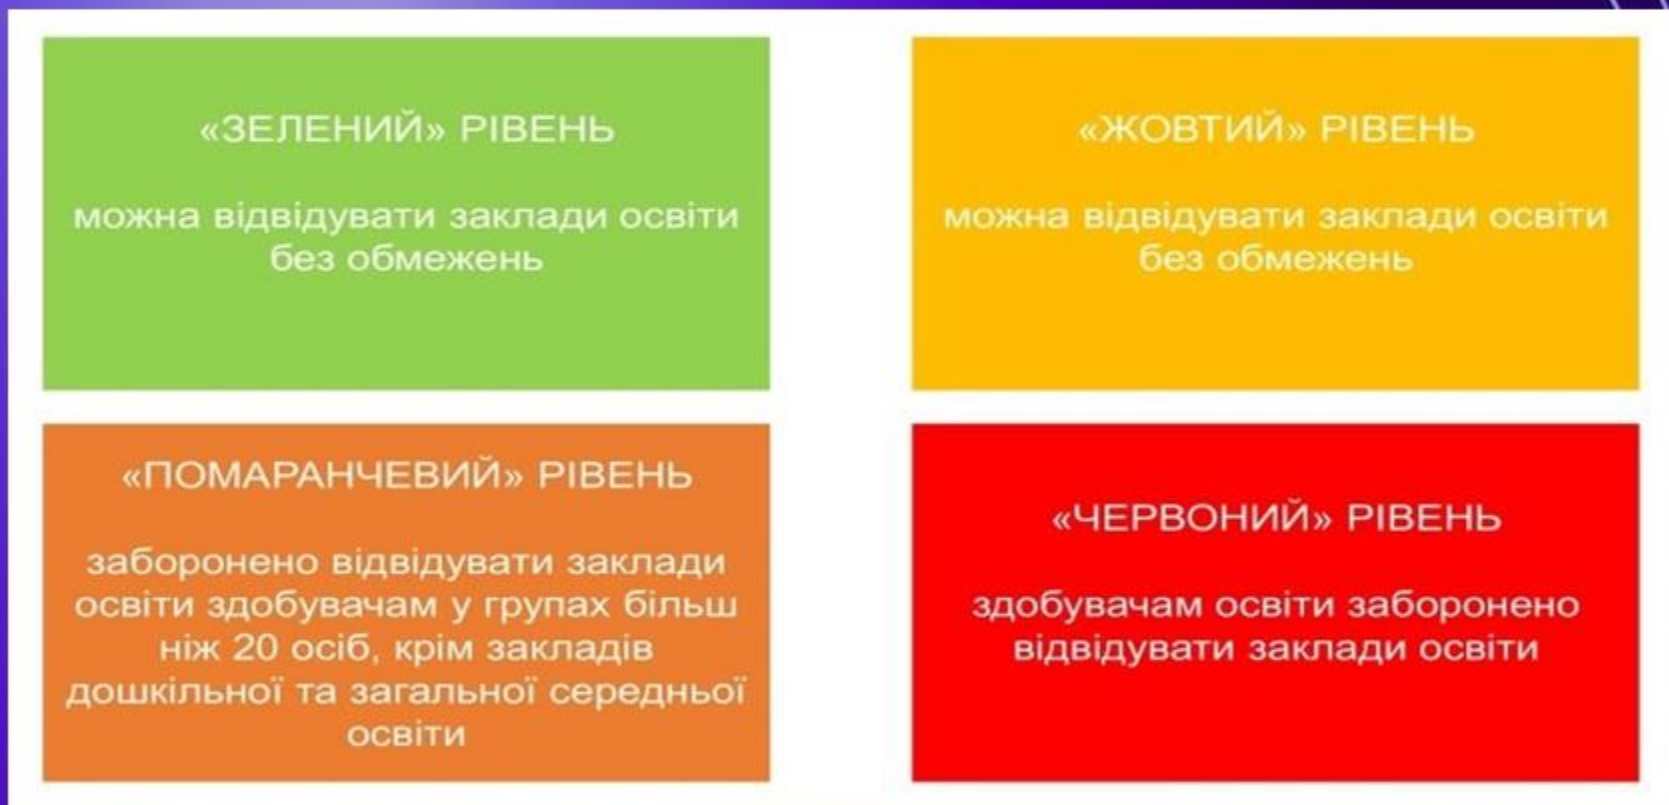 «ЗЕЛЕНИЙ» РІВЕНЬ
можна відвідувати заклади освіти
без обмежень
«ЖОВТИЙ» РІВЕНЬ
можна відвідувати заклади освіти
без обмежень
«ПОМАРАНЧЕВИЙ» РІВЕНЬ
заборонено відвідувати заклади
освіти здобувачам у групах більш
ніж 20 осіб, крім закладів
дошкільної та загальної середньої
освіти
«ЧЕРВОНИЙ» РІВЕНЬ
здобувачам освіти заборонено
відвідувати заклади освіти